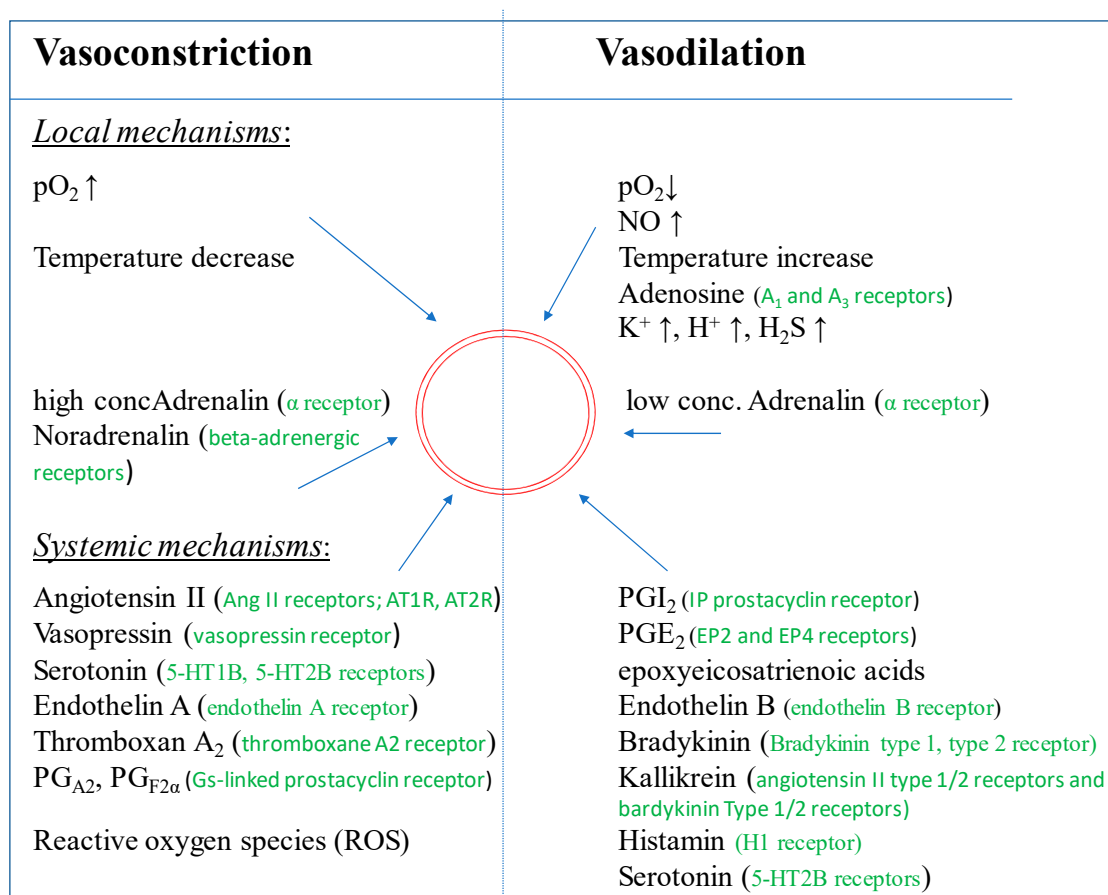 Vasoconstriction
Vasodilation
Local mechanisms:
pO₂ ↑
Temperature decrease
high concAdrenalin (α receptor)
Noradrenalin (beta-adrenergic
receptors)
Systemic mechanisms:
Angiotensin II (Ang II receptors; AT1R, AT2R)
Vasopressin (vasopressin receptor)
Serotonin (5-HT1B, 5-HT2B receptors)
Endothelin A (endothelin A receptor)
Thromboxan A₂ (thromboxane A2 receptor)
PG_A2, PG_F2α (Gs-linked prostacyclin receptor)
Reactive oxygen species (ROS)
pO₂↓
NO ↑
Temperature increase
Adenosine (A₁ and A₃ receptors)
K⁺ ↑, H⁺ ↑, H₂S ↑
low conc. Adrenalin (α receptor)
PGI₂ (IP prostacyclin receptor)
PGE₂ (EP2 and EP4 receptors)
epoxyeicosatrienoic acids
Endothelin B (endothelin B receptor)
Bradykinin (Bradykinin type 1, type 2 receptor)
Kallikrein (angiotensin II type 1/2 receptors and
bardykinin Type 1/2 receptors)
Histamin (H1 receptor)
Serotonin (5-HT2B receptors)